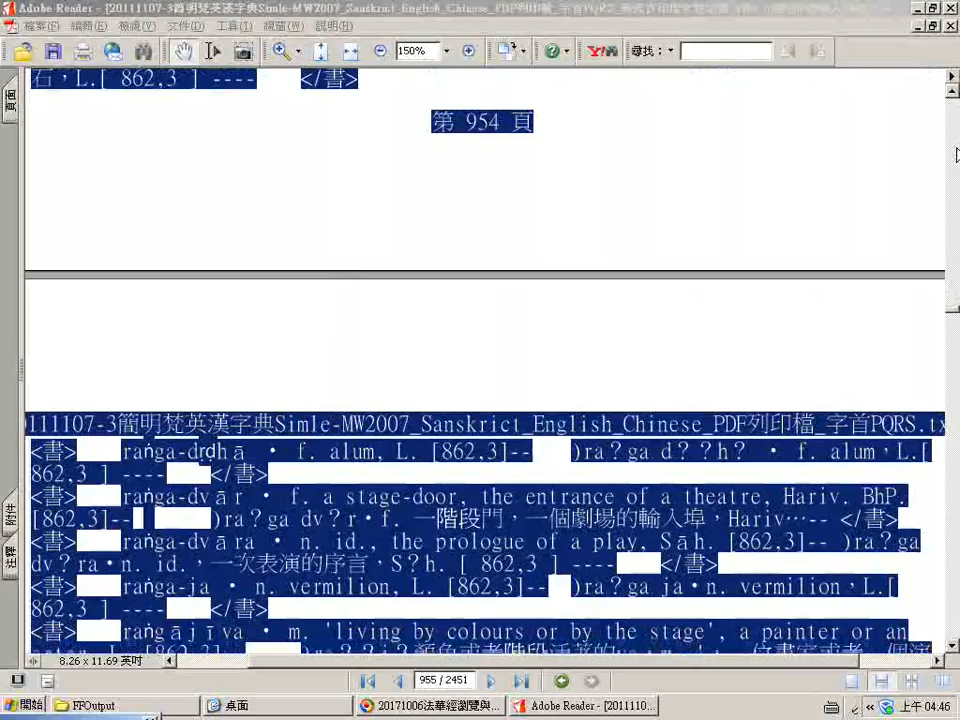 Adobe Reader - [20111107-3簡明梵英漢字典Simle-MW2007_Sanskrict_English_Chinese_PDF列印檔_字首PQRS.
檔案(F) 編輯(E) 檢視(V) 文件(D) 工具(T) 視窗(W) 說明(H)
150% 尋找：
頁面
石，L.[ 862,3 ] ---- </書>
第 954 頁
)111107-3簡明梵英漢字典Simle-MW2007_Sanskrict_English_Chinese_PDF列印檔_字首PQRS.tx
<書> raṅga-dṛḍhā • f. alum, L. [862,3]-- )ra?ga d??h? • f. alum，L.[
862,3 ] ---- </書>
<書> raṅga-dvār • f. a stage-door, the entrance of a theatre, Hariv. BhP.
[862,3]-- )ra?ga dv?r•f. 一階段門，一個劇場的輸入埠，Hariv…-- </書>
<書> raṅga-dvāra • n. id., the prologue of a play, Sāh. [862,3]-- )ra?ga
dv?ra•n. id.，一次表演的序言，S?h. [ 862,3 ] ---- </書>
<書> raṅga-ja • n. vermilion, L. [862,3]-- )ra?ga ja•n. vermilion，L.[
862,3 ] ---- </書>
<書> raṅgājīva • m. 'living by colours or by the stage', a painter or an
附件
注釋
8.26 x 11.69 英吋
955 / 2451
開始 FFOutput 桌面 20171006法華經瀏覽與... Adobe Reader - [2011110... 上午 04:46